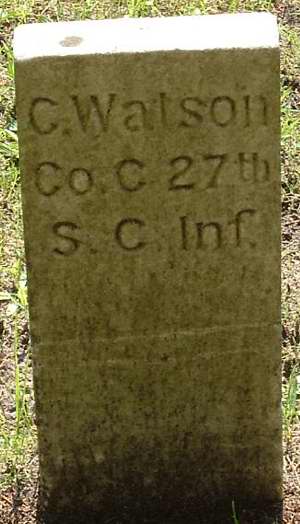 C. Watson
Co. C 27th
S. C. Inf.